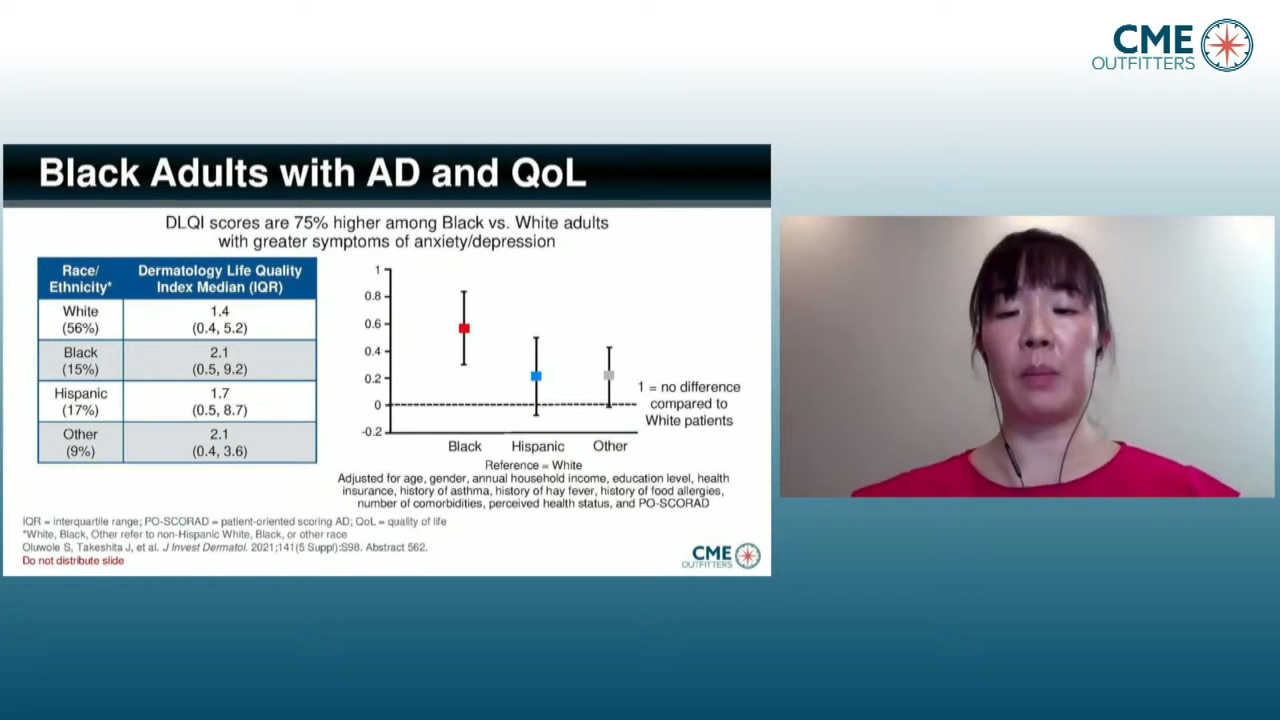 CME
OUTFITTERS
Black Adults with AD and QoL
DLQI scores are 75% higher among Black vs. White adults
with greater symptoms of anxiety/depression
Race/
Ethnicity*
Dermatology Life Quality
Index Median (IQR)
White
(56%)
1.4
(0.4, 5.2)
Black
(15%)
2.1
(0.5, 9.2)
Hispanic
(17%)
1.7
(0.5, 8.7)
Other
(9%)
2.1
(0.4, 3.6)
1
0.8
0.6
0.4
0.2
0
-0.2
Black
Hispanic
Other
1 = no difference
compared to
White patients
Reference = White
Adjusted for age, gender, annual household income, education level, health
insurance, history of asthma, history of hay fever, history of food allergies,
number of comorbidities, perceived health status, and PO-SCORAD
IQR = interquartile range; PO-SCORAD = patient-oriented scoring AD; QoL = quality of life
*White, Black, Other refer to non-Hispanic White, Black, or other race
Oluwole S, Takeshita J, et al. J Invest Dermatol. 2021;141(5 Suppl):S98. Abstract 562.
Do not distribute slide
CME
OUTFITTERS